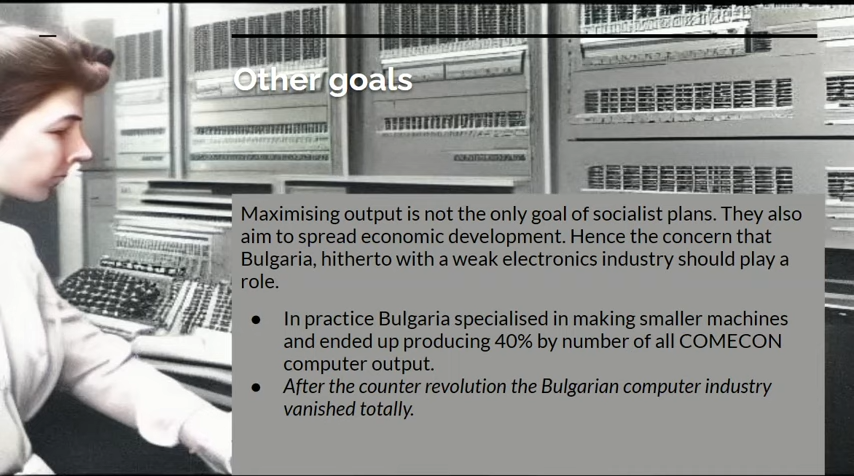 Other goals
Maximising output is not the only goal of socialist plans. They also
aim to spread economic development. Hence the concern that
Bulgaria, hitherto with a weak electronics industry should play a
role.
● In practice Bulgaria specialised in making smaller machines
and ended up producing 40% by number of all COMECON
computer output.
● After the counter revolution the Bulgarian computer industry
vanished totally.